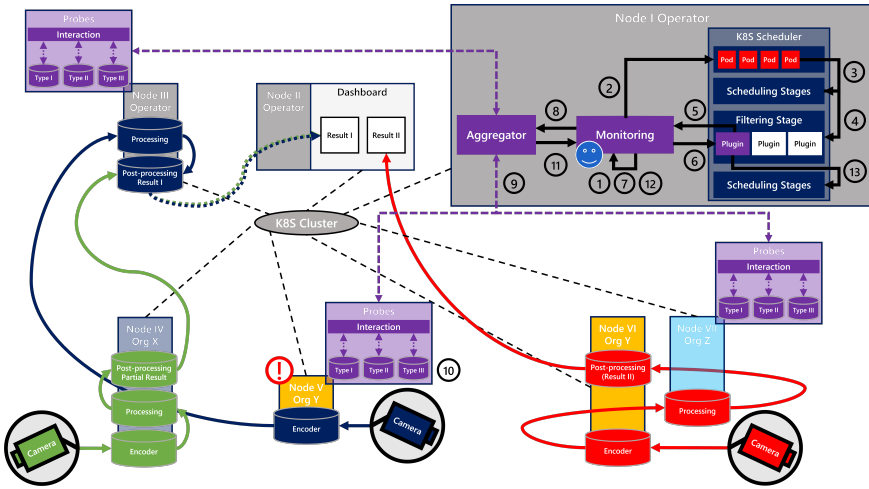 Probes
Interaction
Type I
Type II
Type III
Node III
Operator
Processing
Post-processing
Result I
Node II
Operator
Dashboard
Result I
Result II
Node I Operator
K8S Scheduler
Pod
Pod
Pod
Pod
Scheduling Stages
Filtering Stage
Plugin
Plugin
Plugin
Scheduling Stages
Aggregator
Monitoring
1
2
3
4
5
6
7
8
9
10
11
12
13
K8S Cluster
Probes
Interaction
Type I
Type II
Type III
Probes
Interaction
Type I
Type II
Type III
Node IV
Org X
Post-processing
Partial Result
Processing
Encoder
Camera
!
Node V
Org Y
Encoder
Camera
Node VI
Org Y
Post-processing
(Result II)
Encoder
Node VII
Org Z
Processing
Camera